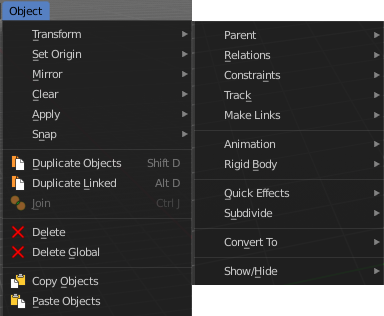 Object
Transform
Set Origin
Mirror
Clear
Apply
Snap
Duplicate Objects Shift D
Duplicate Linked Alt D
Join Ctrl J
Delete
Delete Global
Copy Objects
Paste Objects
Parent
Relations
Constraints
Track
Make Links
Animation
Rigid Body
Quick Effects
Subdivide
Convert To
Show/Hide